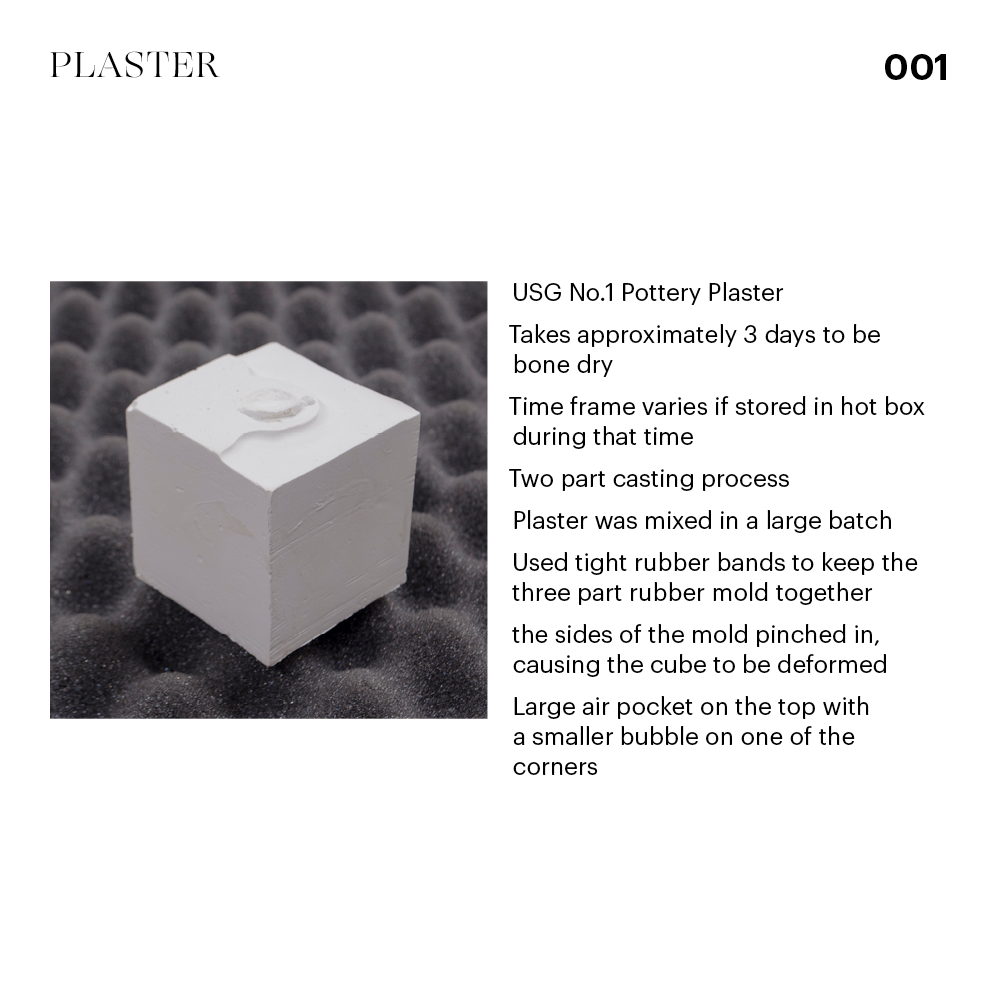 PLASTER
001
USG No.1 Pottery Plaster
Takes approximately 3 days to be
bone dry
Time frame varies if stored in hot box
during that time
Two part casting process
Plaster was mixed in a large batch
Used tight rubber bands to keep the
three part rubber mold together
the sides of the mold pinched in,
causing the cube to be deformed
Large air pocket on the top with
a smaller bubble on one of the
corners